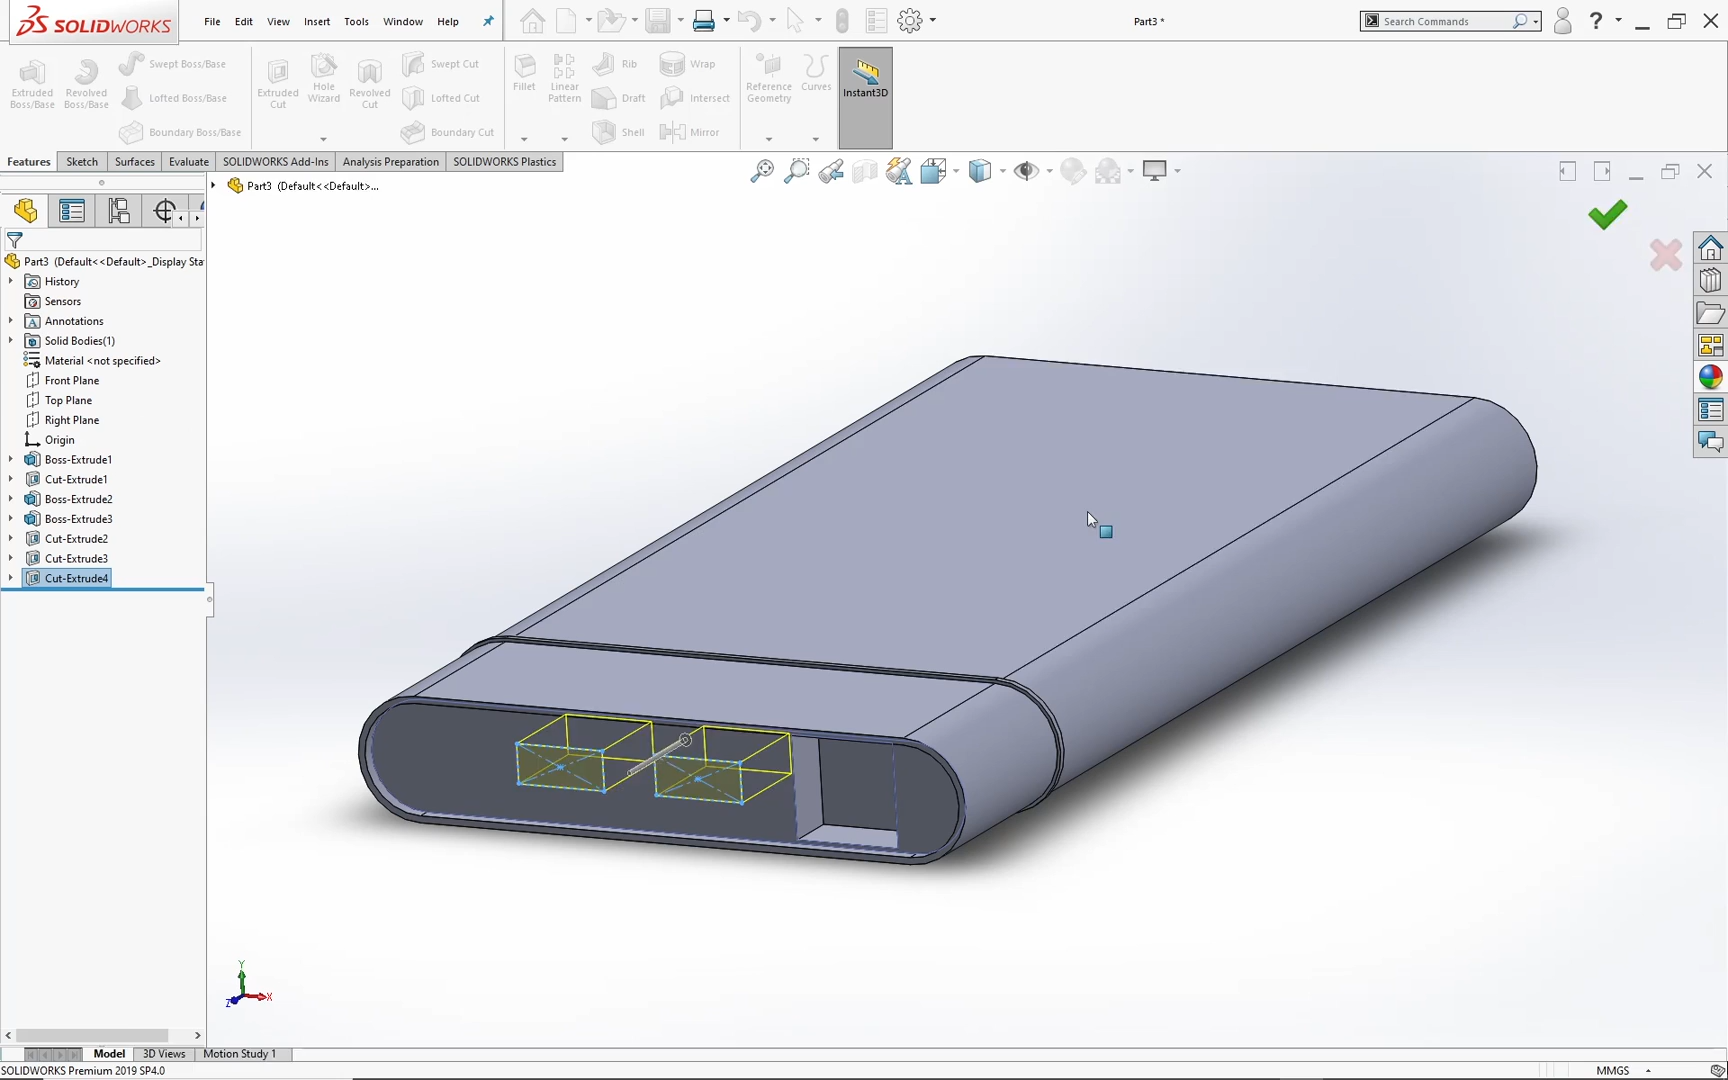 SOLIDWORKS
File Edit View Insert Tools Window Help
Part3 *
Search Commands
?
Extruded Boss/Base
Revolved Boss/Base
Swept Boss/Base
Lofted Boss/Base
Boundary Boss/Base
Extruded Cut
Hole Wizard
Revolved Cut
Swept Cut
Lofted Cut
Boundary Cut
Fillet
Linear Pattern
Rib
Draft
Shell
Wrap
Intersect
Mirror
Reference Geometry
Curves
Instant3D
Features Sketch Surfaces Evaluate SOLIDWORKS Add-Ins Analysis Preparation SOLIDWORKS Plastics
Part3 (Default<<Default>...
Part3 (Default<<Default>_Display Sta
History
Sensors
Annotations
Solid Bodies(1)
Material <not specified>
Front Plane
Top Plane
Right Plane
Origin
Boss-Extrude1
Cut-Extrude1
Boss-Extrude2
Boss-Extrude3
Cut-Extrude2
Cut-Extrude3
Cut-Extrude4
Y
X
Z
Model 3D Views Motion Study 1
SOLIDWORKS Premium 2019 SP4.0
MMGS